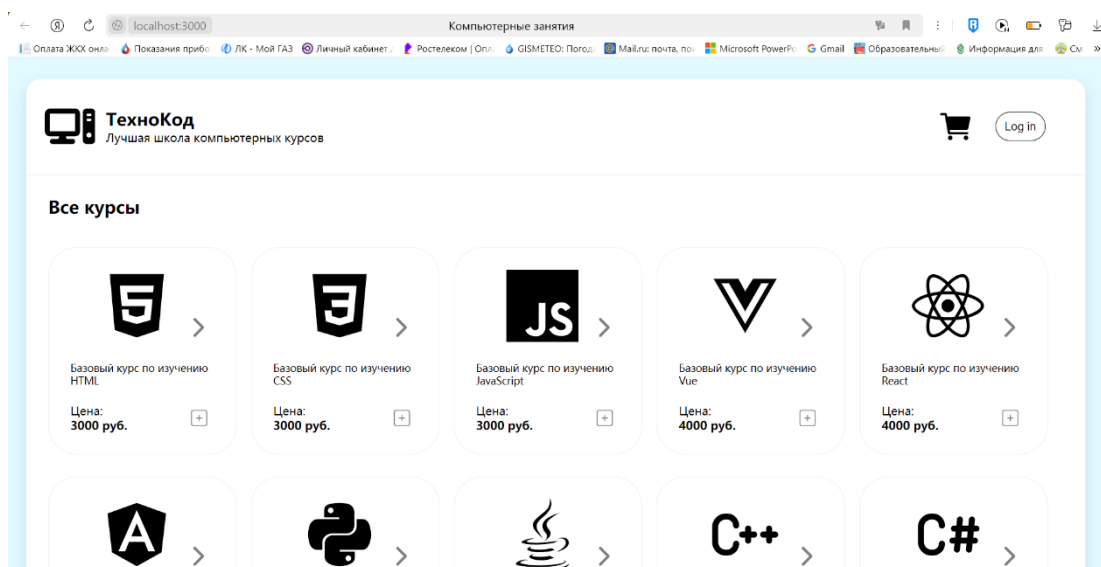 localhost:3000 Компьютерные занятия
Оплата ЖКХ онла Показания прибо ЛК - Мой ГАЗ Личный кабинет Ростелеком | Опл GISMETEO: Погод Mail.ru: почта, пои Microsoft PowerPo Gmail Образовательный Информация для См »
ТехноКод
Лучшая школа компьютерных курсов
Log in
Все курсы
5 3 JS
Базовый курс по изучению HTML
Цена:
3000 руб.
Базовый курс по изучению CSS
Цена:
3000 руб.
Базовый курс по изучению JavaScript
Цена:
3000 руб.
Базовый курс по изучению Vue
Цена:
4000 руб.
Базовый курс по изучению React
Цена:
4000 руб.
A C++ C#